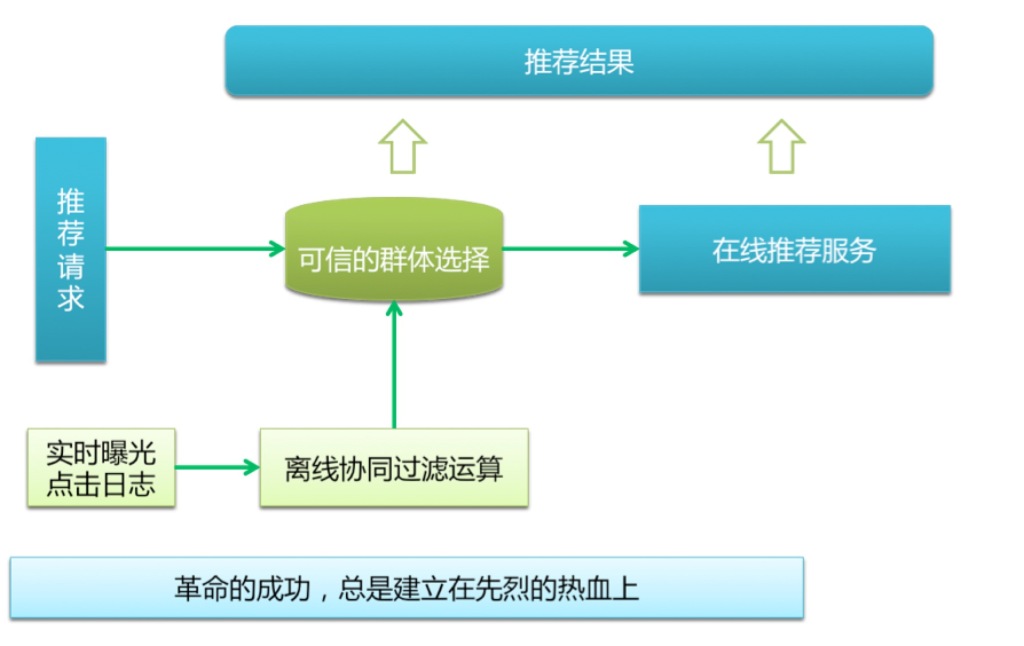 推荐结果
推荐请求
可信的群体选择
在线推荐服务
实时曝光
点击日志
离线协同过滤运算
革命的成功，总是建立在先烈的热血上